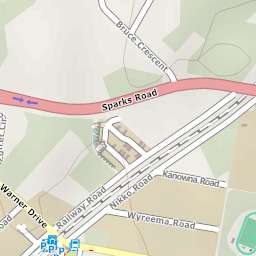 Bruce Crescent
Sparks Road
Kanowna Road
Nikko Road
Railway Road
Warner Drive
Wyreema Road
P
P